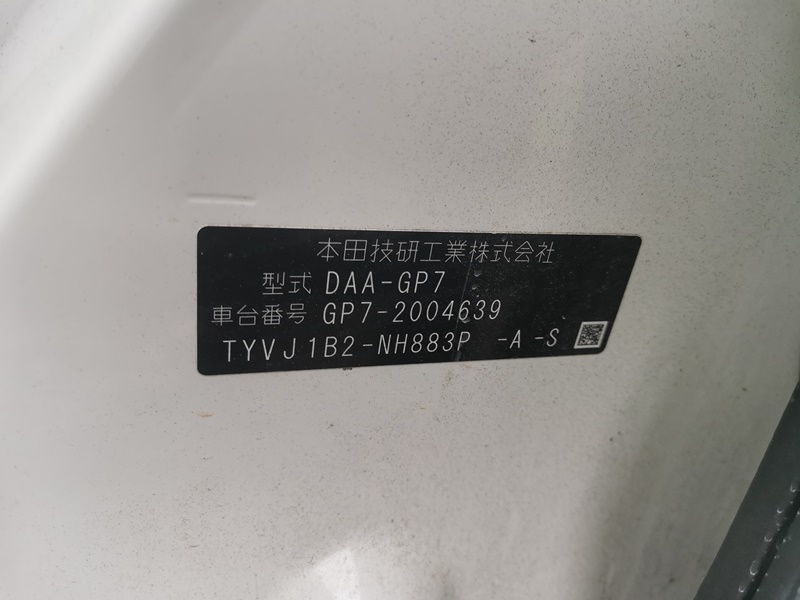 本田技研工業株式会社
型式 DAA-GP7
車台番号 GP7-2004639
TYVJ1B2-NH883P -A-S